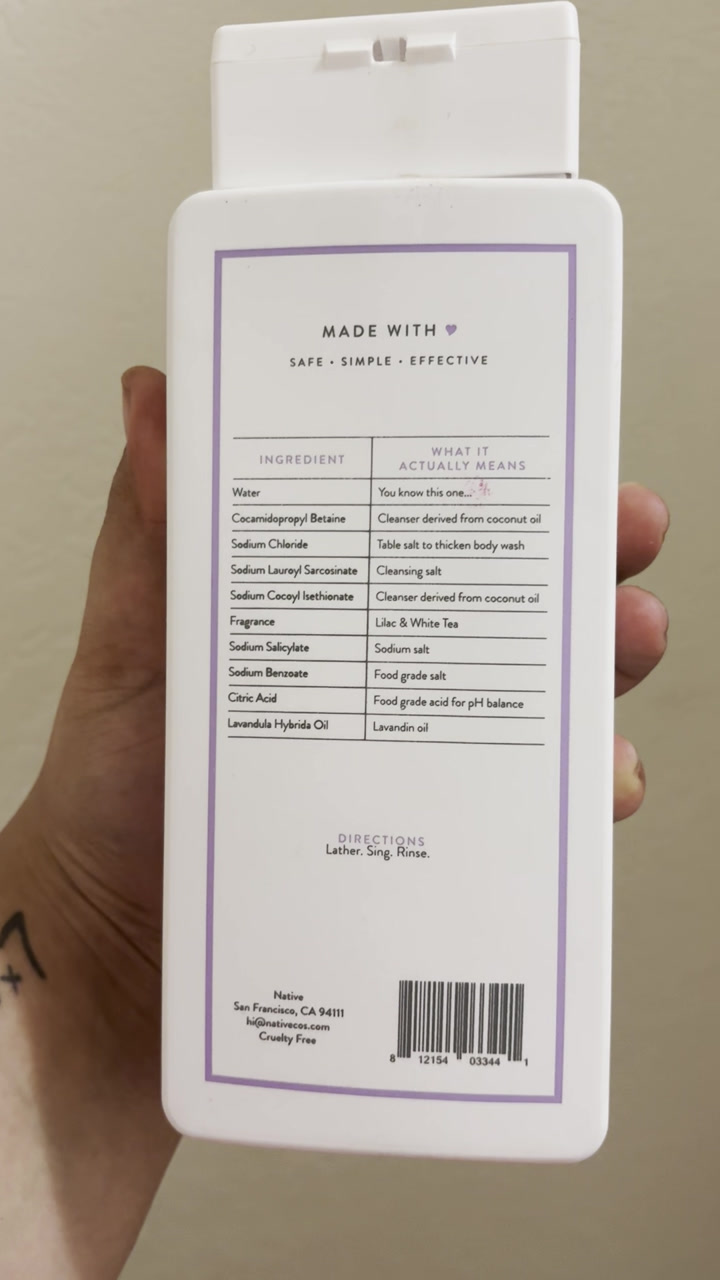 MADE WITH
SAFE • SIMPLE • EFFECTIVE
INGREDIENT
WHAT IT
ACTUALLY MEANS
Water You know this one...
Cocamidopropyl Betaine Cleanser derived from coconut oil
Sodium Chloride Table salt to thicken body wash
Sodium Lauroyl Sarcosinate Cleansing salt
Sodium Cocoyl Isethionate Cleanser derived from coconut oil
Fragrance Lilac & White Tea
Sodium Salicylate Sodium salt
Sodium Benzoate Food grade salt
Citric Acid Food grade acid for pH balance
Lavandula Hybrida Oil Lavandin oil
DIRECTIONS
Lather. Sing. Rinse.
Native
San Francisco, CA 94111
hi@nativecos.com
Cruelty Free
8 12154 03344 1